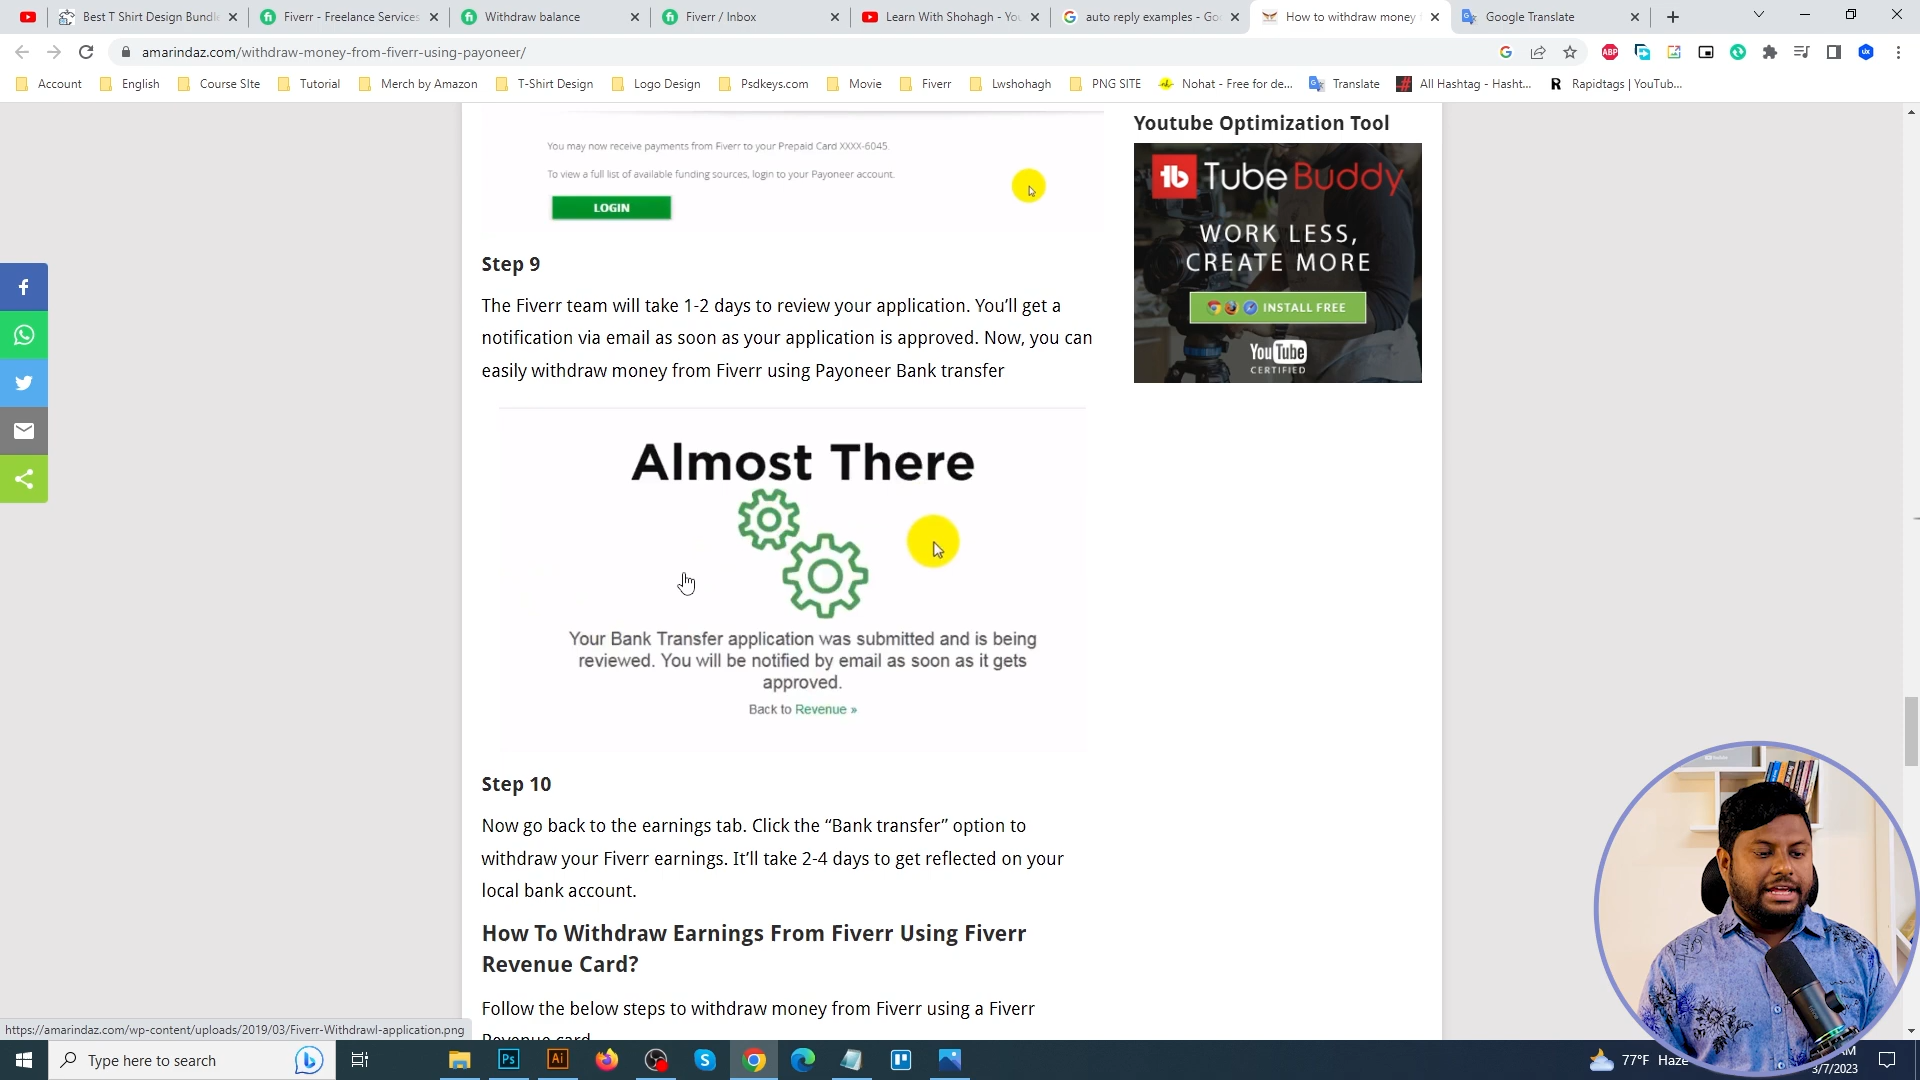 Best T Shirt Design Bundle
Fiverr - Freelance Services
Withdraw balance
Fiverr / Inbox
Learn With Shohagh - You
auto reply examples - Goo
How to withdraw money f
Google Translate
amarindaz.com/withdraw-money-from-fiverr-using-payoneer/
ABP
UX
Account
English
Course SIte
Tutorial
Merch by Amazon
T-Shirt Design
Logo Design
Psdkeys.com
Movie
Fiverr
Lwshohagh
PNG SITE
Nohat - Free for de...
Translate
All Hashtag - Hasht...
Rapidtags | YouTub...
You may now receive payments from Fiverr to your Prepaid Card XXXX-6045.
To view a full list of available funding sources, login to your Payoneer account.
LOGIN
Step 9
The Fiverr team will take 1-2 days to review your application. You’ll get a
notification via email as soon as your application is approved. Now, you can
easily withdraw money from Fiverr using Payoneer Bank transfer
Almost There
Your Bank Transfer application was submitted and is being
reviewed. You will be notified by email as soon as it gets
approved.
Back to Revenue »
Step 10
Now go back to the earnings tab. Click the “Bank transfer” option to
withdraw your Fiverr earnings. It’ll take 2-4 days to get reflected on your
local bank account.
How To Withdraw Earnings From Fiverr Using Fiverr
Revenue Card?
Follow the below steps to withdraw money from Fiverr using a Fiverr
Revenue card
Youtube Optimization Tool
TubeBuddy
WORK LESS,
CREATE MORE
INSTALL FREE
YouTube
CERTIFIED
https://amarindaz.com/wp-content/uploads/2019/03/Fiverr-Withdrawl-application.png
Type here to search
Ps
Ai
77°F Haze
AM
3/7/2023